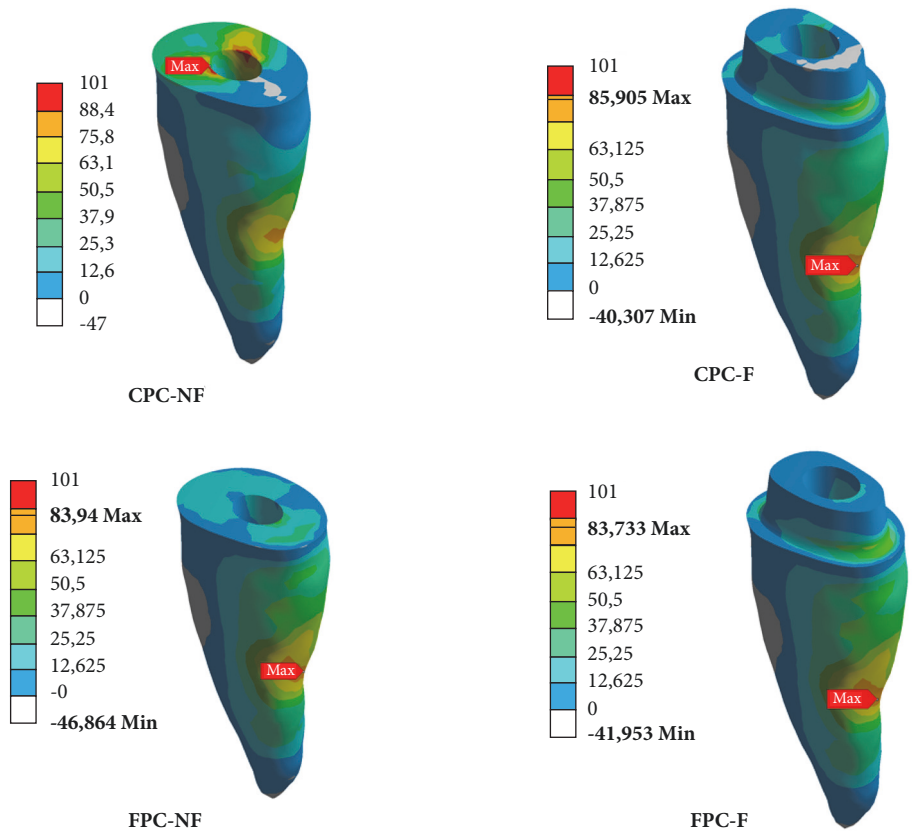 101
88,4
75,8
63,1
50,5
37,9
25,3
12,6
0
-47
Max
CPC-NF
101
85,905 Max
63,125
50,5
37,875
25,25
12,625
0
-40,307 Min
Max
CPC-F
101
83,94 Max
63,125
50,5
37,875
25,25
12,625
-0
-46,864 Min
Max
FPC-NF
101
83,733 Max
63,125
50,5
37,875
25,25
12,625
0
-41,953 Min
Max
FPC-F